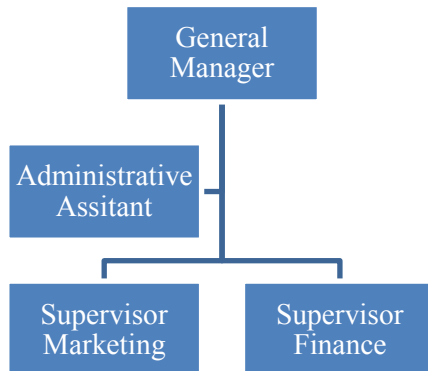 General
Manager
Administrative
Assitant
Supervisor
Marketing
Supervisor
Finance